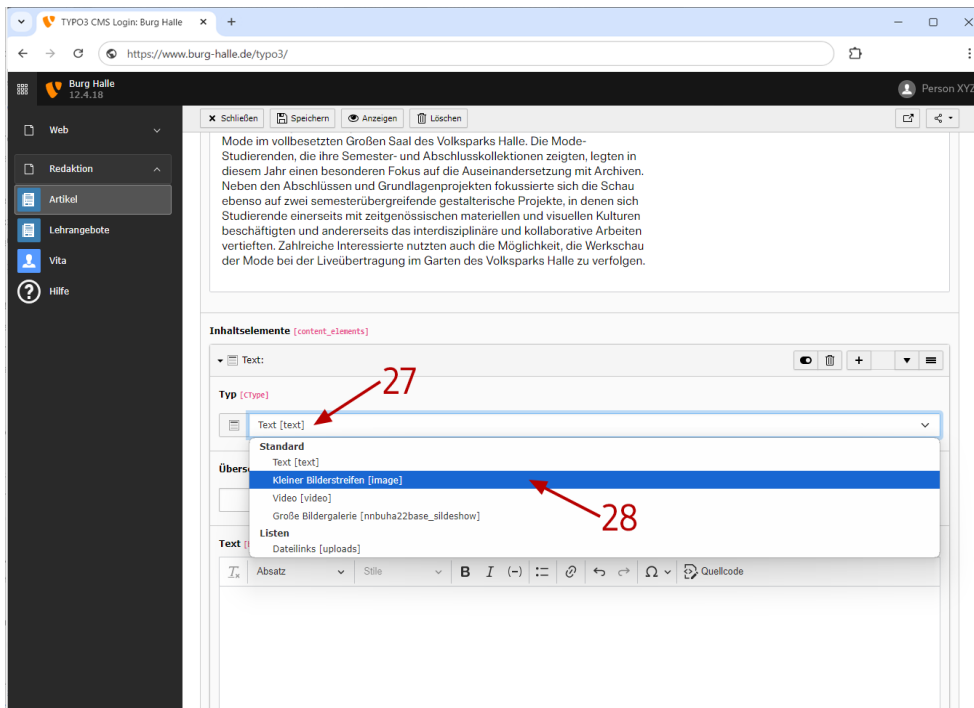 TYPO3 CMS Login: Burg Halle
https://www.burg-halle.de/typo3/
Burg Halle
12.4.18
Person XYZ
Web
Redaktion
Artikel
Lehrangebote
Vita
Hilfe
Schließen Speichern Anzeigen Löschen
Mode im vollbesetzten Großen Saal des Volksparks Halle. Die Mode-
Studierenden, die ihre Semester- und Abschlusskollektionen zeigten, legten in
diesem Jahr einen besonderen Fokus auf die Auseinandersetzung mit Archiven.
Neben den Abschlüssen und Grundlagenprojekten fokussierte sich die Schau
ebenso auf zwei semesterübergreifende gestalterische Projekte, in denen sich
Studierende einerseits mit zeitgenössischen materiellen und visuellen Kulturen
beschäftigten und andererseits das interdisziplinäre und kollaborative Arbeiten
vertieften. Zahlreiche Interessierte nutzten auch die Möglichkeit, die Werkschau
der Mode bei der Liveübertragung im Garten des Volksparks Halle zu verfolgen.
Inhaltselemente [content_elements]
Text:
27
Typ [CType]
Text [text]
Standard
Text [text]
Übers
Kleiner Bilderstreifen [image]
Video [video]
28
Große Bildergalerie [nnbuha22base_sildeshow]
Listen
Text [
Dateilinks [uploads]
Absatz Stile B I (-) Ω Quellcode